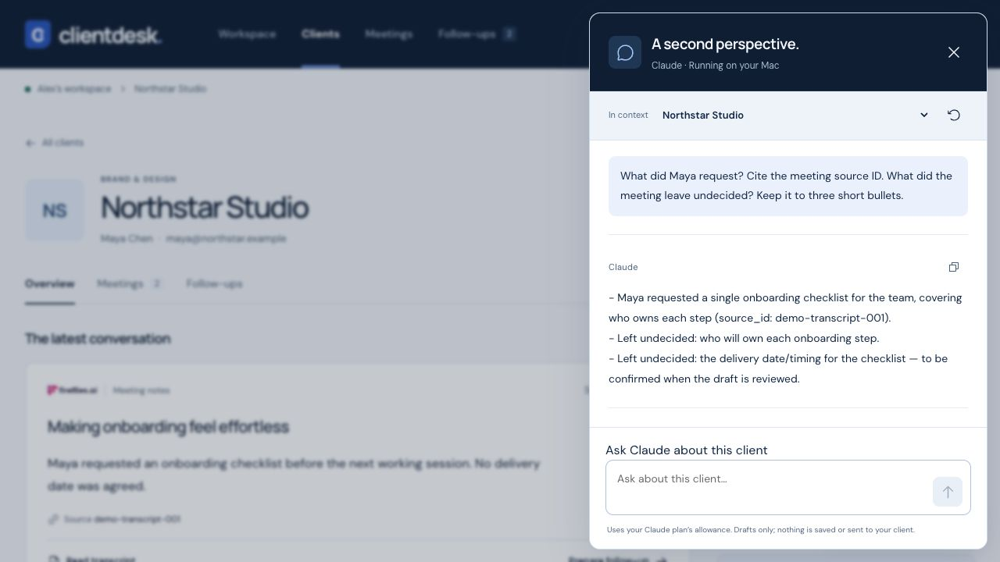 clientdesk.
Workspace
Clients
Meetings
Follow-ups 2
Alex's workspace > Northstar Studio
← All clients
NS
BRAND & DESIGN
Northstar Studio
Maya Chen · maya@northstar.example
Overview
Meetings 2
Follow-ups
The latest conversation
fireflies.ai
Meeting notes
Making onboarding feel effortless
Maya requested an onboarding checklist before the next working session. No delivery
date was agreed.
Source demo-transcript-001
Read transcript
Prepare follow-up
A second perspective.
Claude · Running on your Mac
In context Northstar Studio
What did Maya request? Cite the meeting source ID. What did the
meeting leave undecided? Keep it to three short bullets.
Claude
- Maya requested a single onboarding checklist for the team, covering
who owns each step (source_id: demo-transcript-001).
- Left undecided: who will own each onboarding step.
- Left undecided: the delivery date/timing for the checklist — to be
confirmed when the draft is reviewed.
Ask Claude about this client
Ask about this client…
Uses your Claude plan's allowance. Drafts only; nothing is saved or sent to your client.